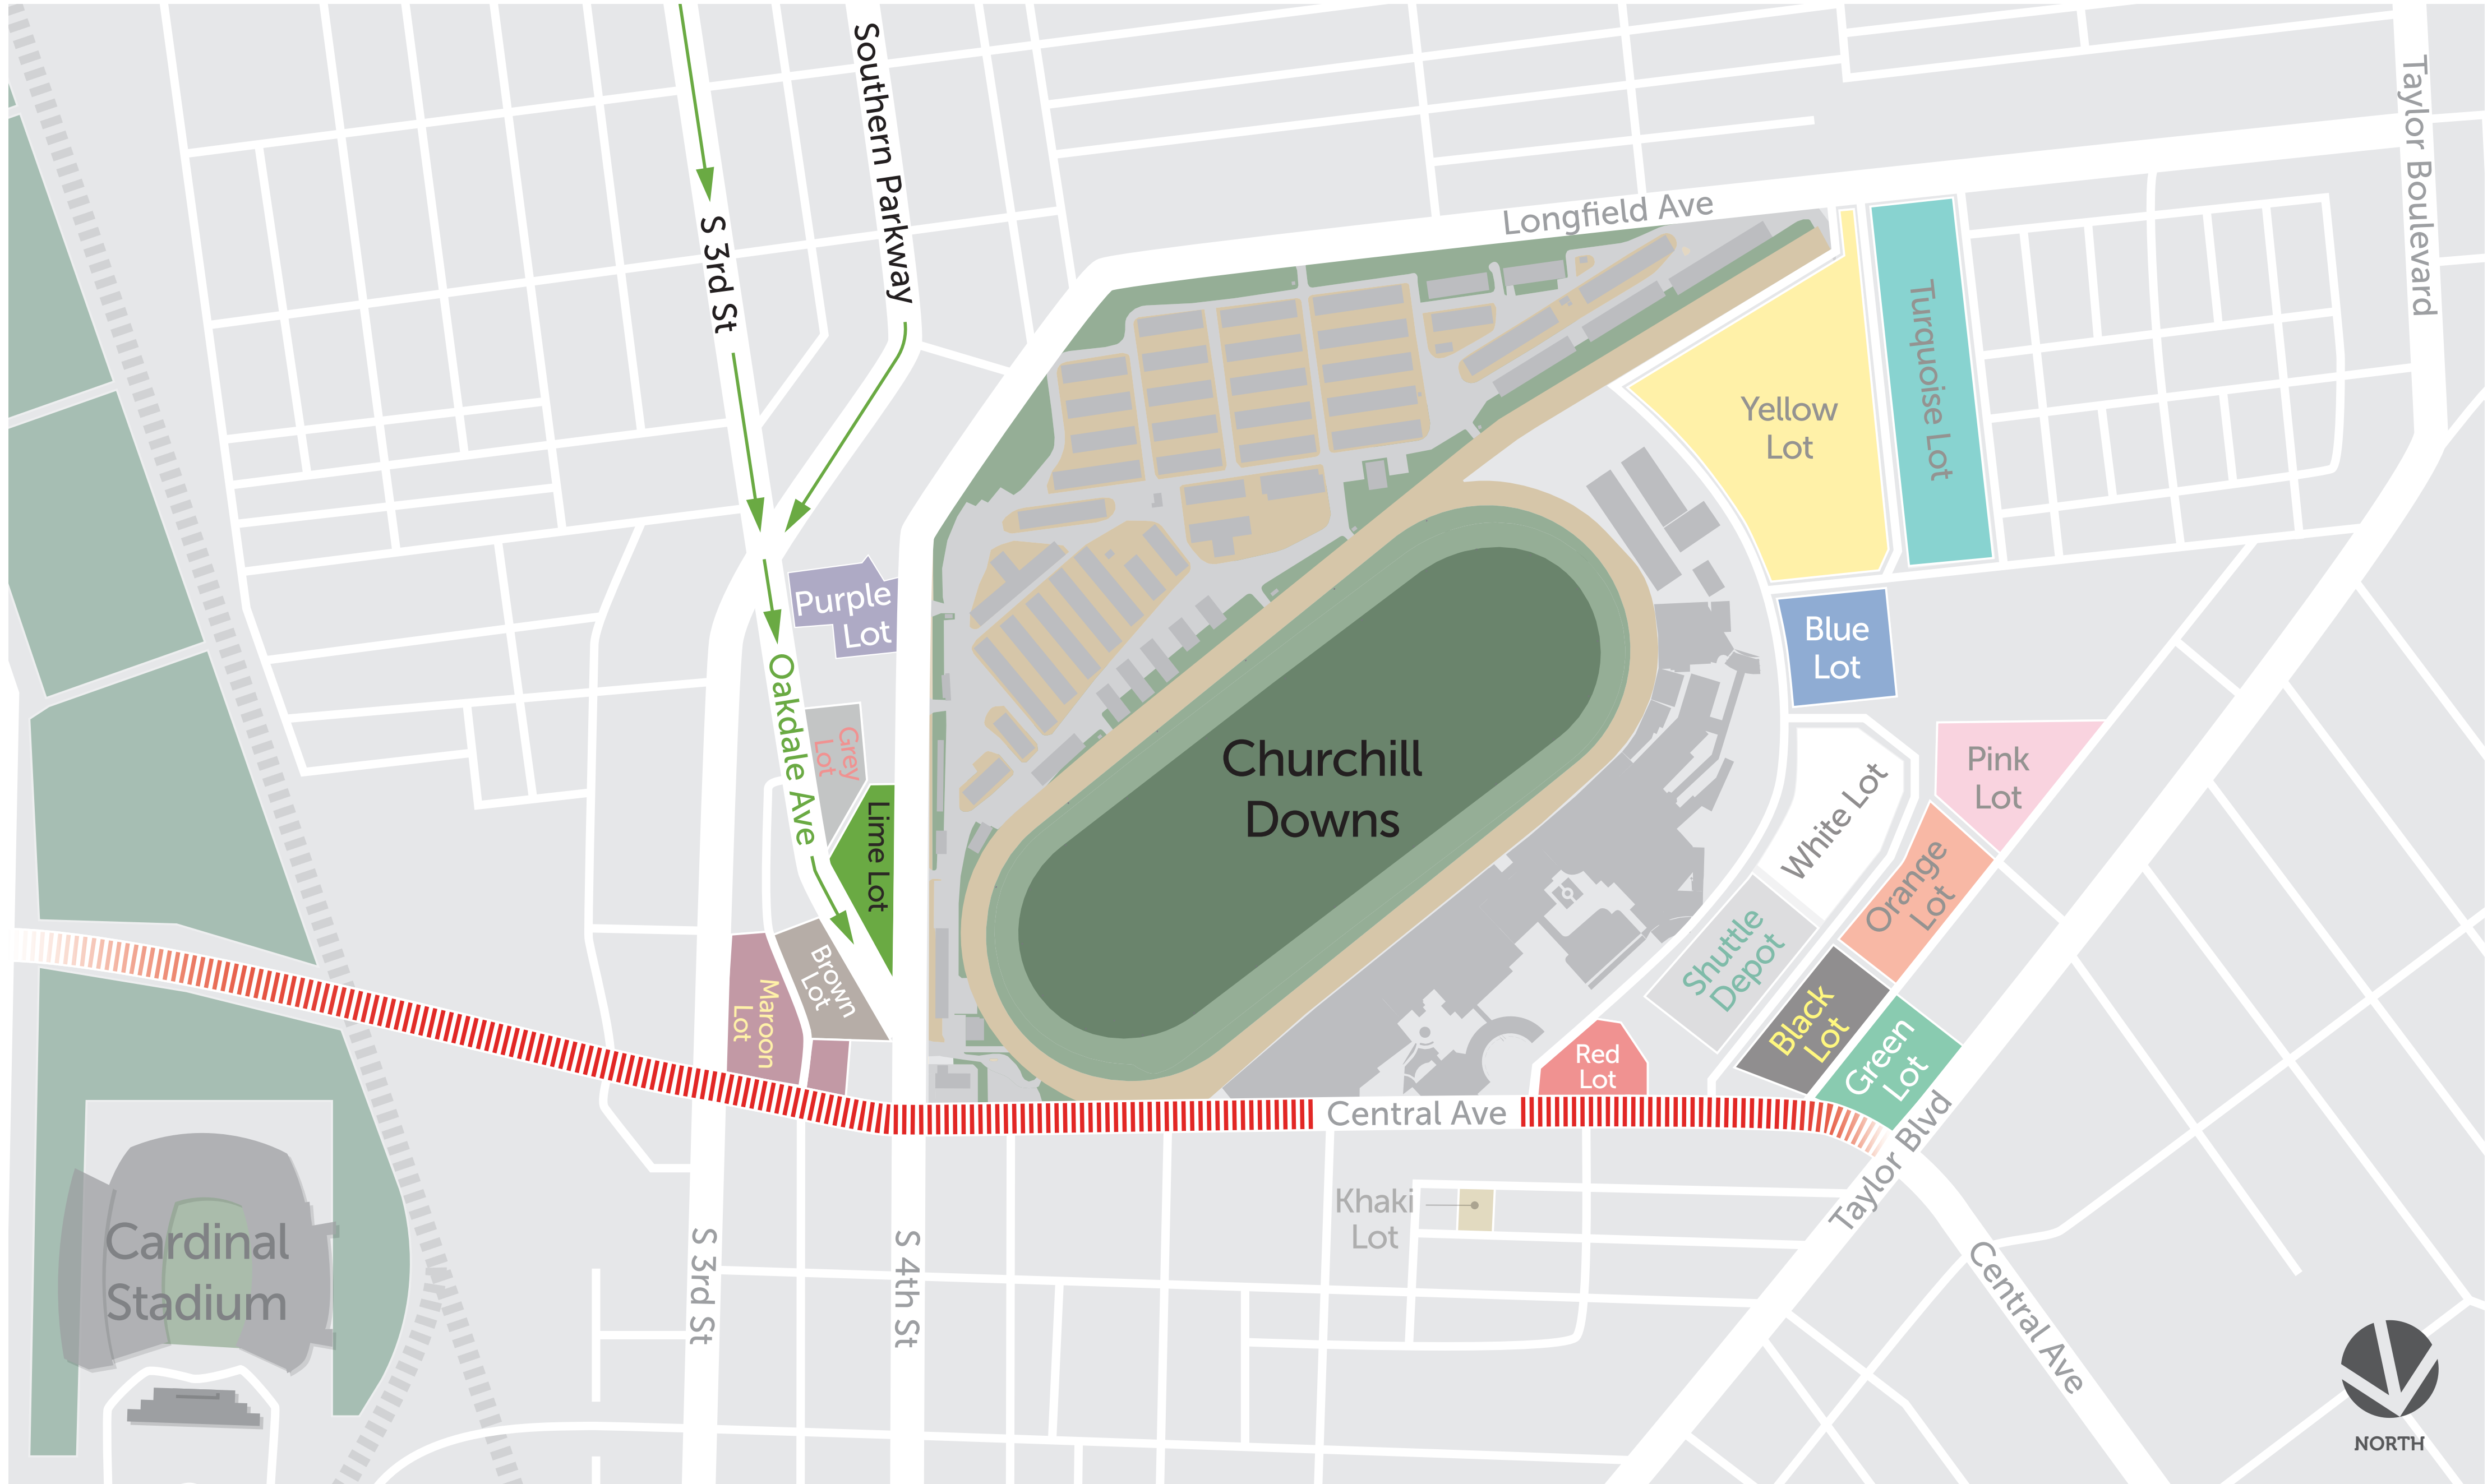 Southern Parkway
Taylor Boulevard
S 3rd St
Longfield Ave
Turquoise Lot
Yellow
Lot
Purple
Lot
Blue
Lot
Oakdale Ave
Grey
Lot
Lime Lot
Churchill
Downs
White Lot
Pink
Lot
Orange
Lot
Shuttle
Depot
Brown
Lot
Maroon
Lot
Black
Lot
Green
Lot
Red
Lot
Central Ave
Taylor Blvd
Khaki
Lot
Cardinal
Stadium
S 3rd St
S 4th St
Central Ave
NORTH